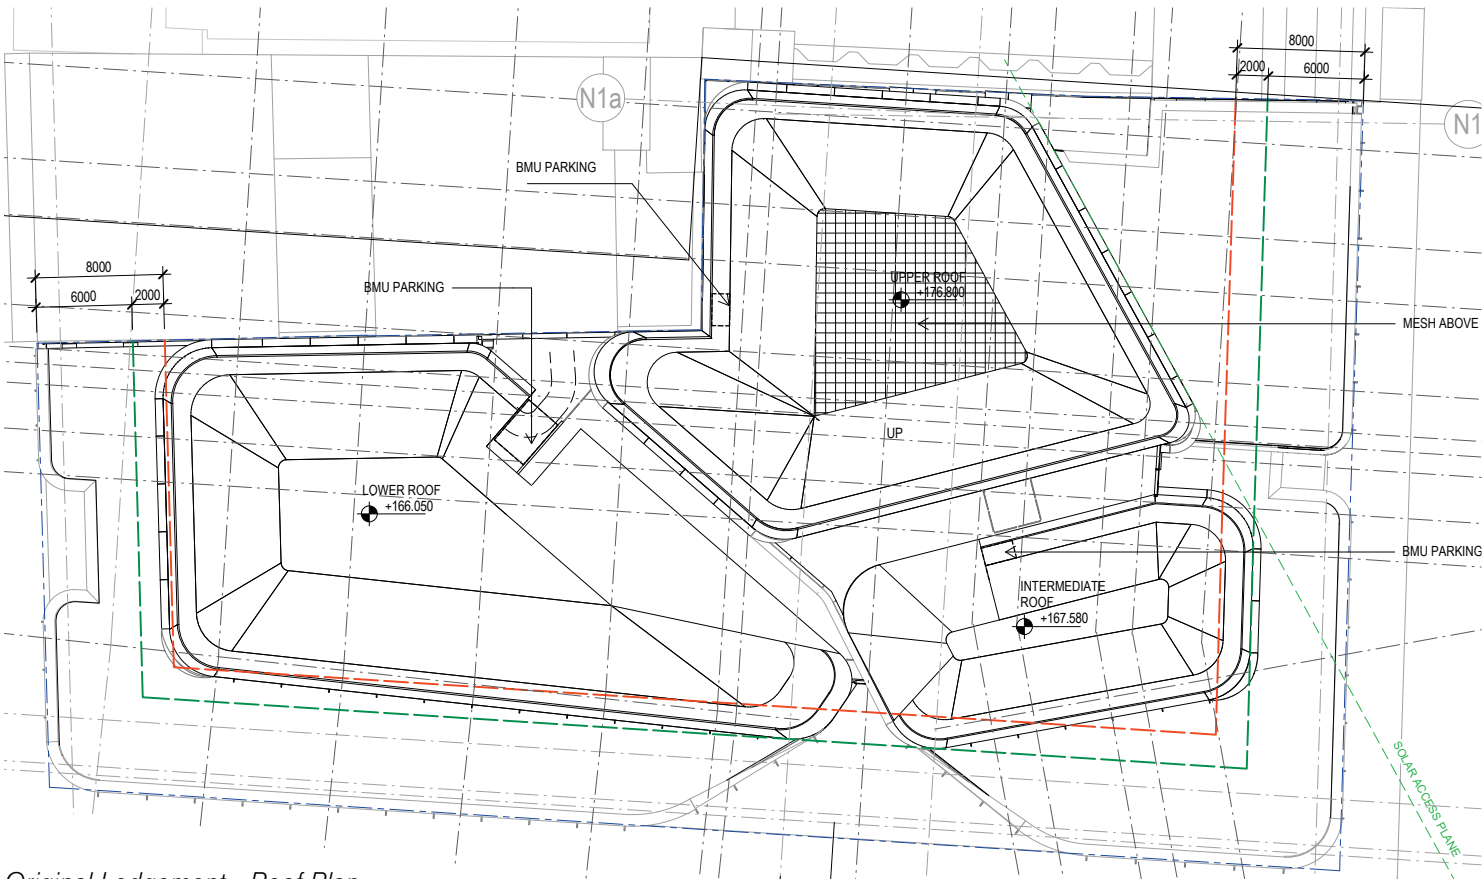 8000
2000
6000
N1a
N1
BMU PARKING
UPPER ROOF
+176.800
8000
6000
2000
BMU PARKING
MESH ABOVE
UP
LOWER ROOF
+166.050
BMU PARKING
INTERMEDIATE
ROOF
+167.580
SOLAR ACCESS PLANE